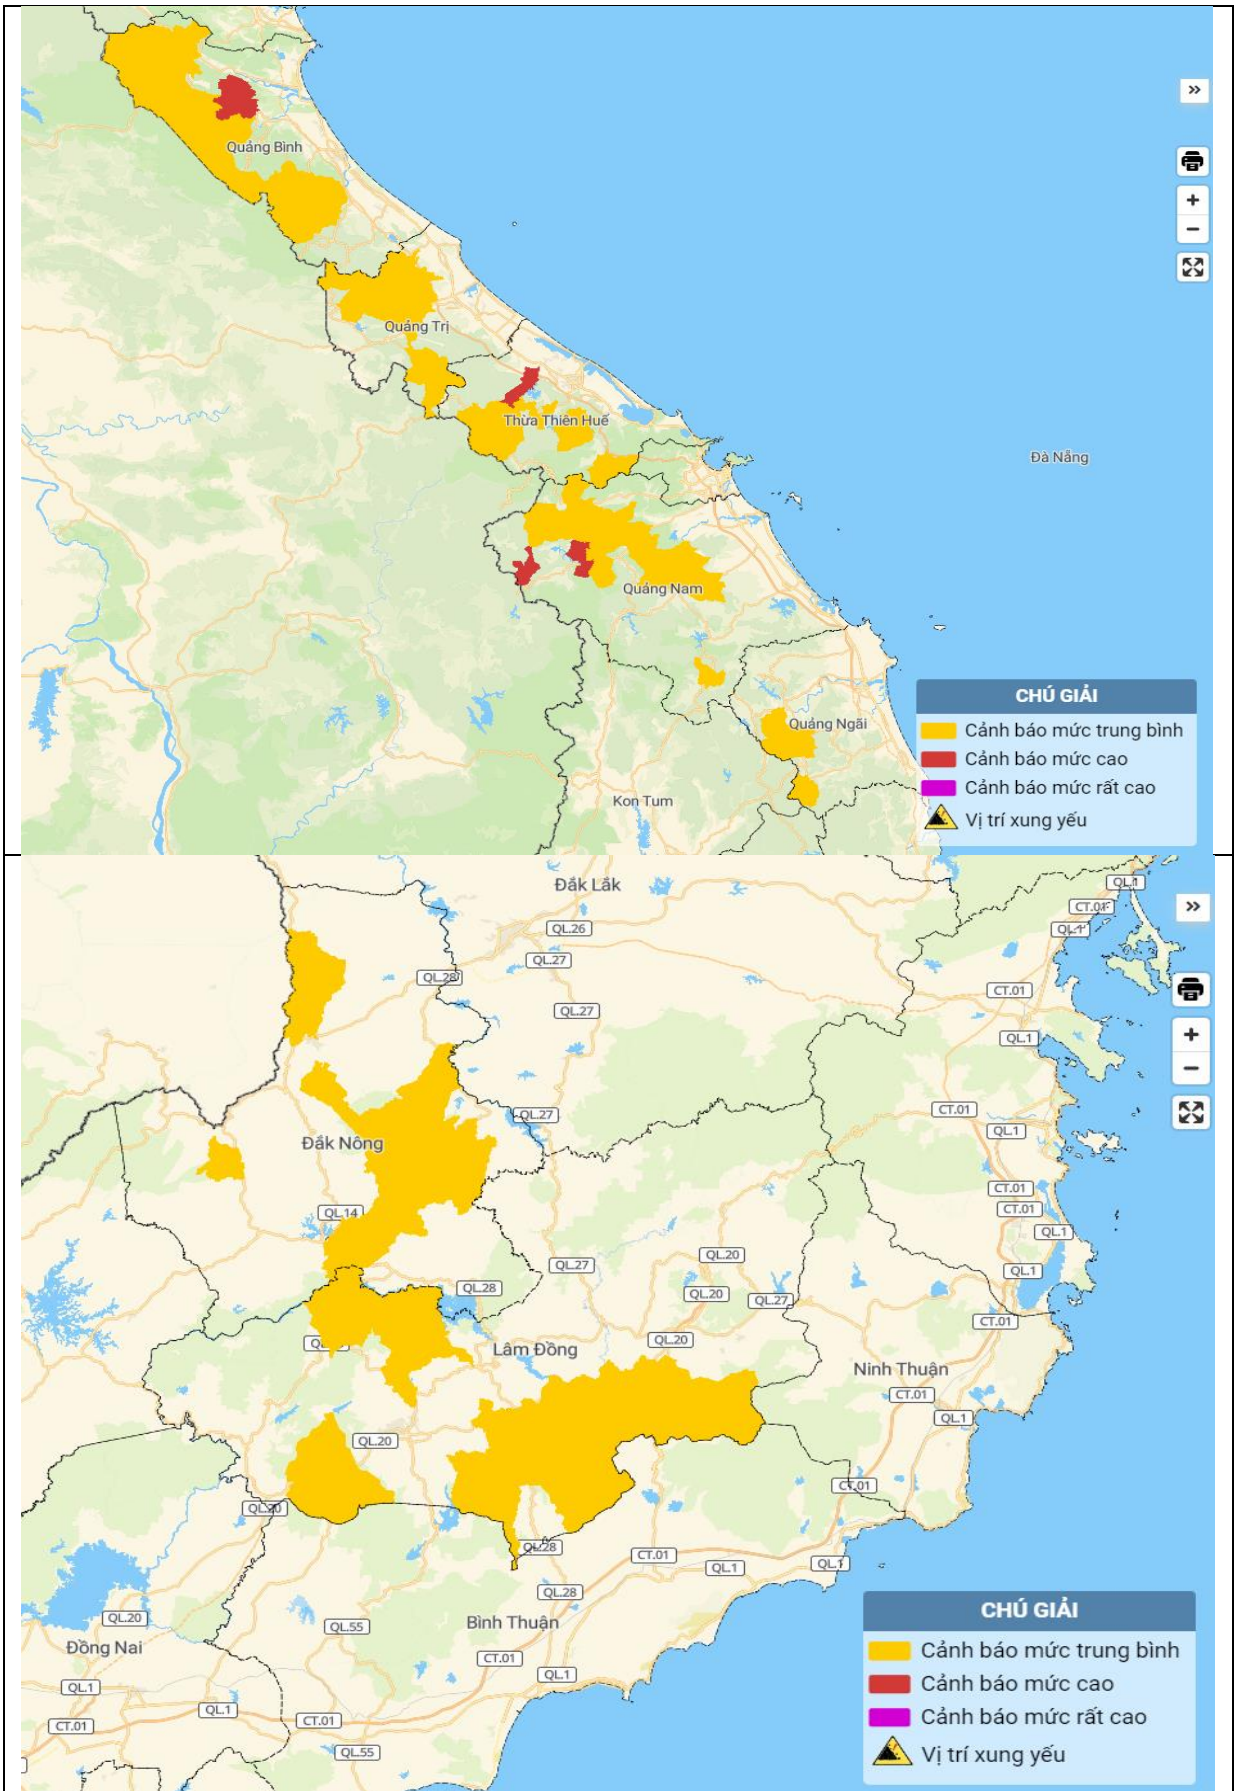 Quảng Bình
Quảng Trị
Thừa Thiên Huế
Đà Nẵng
Quảng Nam
Quảng Ngãi
Kon Tum
CHÚ GIẢI
Cảnh báo mức trung bình
Cảnh báo mức cao
Cảnh báo mức rất cao
Vị trí xung yếu
Đắk Lắk
QL.1
CT.01
QL.26
QL.1
QL.27
QL.28
CT.01
QL.27
QL.1
CT.01
QL.27
QL.1
Đắk Nông
CT.01
QL.14
CT.01
QL.1
QL.20
QL.27
QL.1
QL.28
QL.20
QL.27
CT.01
QL.20
Lâm Đồng
Ninh Thuận
CT.01
QL.1
QL.20
CT.01
QL.20
QL.28
CT.01
QL.1
QL.1
QL.28
QL.20
QL.55
Bình Thuận
Đồng Nai
CT.01
QL.1
QL.1
QL.1
CT.01
CT.01
QL.55
CHÚ GIẢI
Cảnh báo mức trung bình
Cảnh báo mức cao
Cảnh báo mức rất cao
Vị trí xung yếu